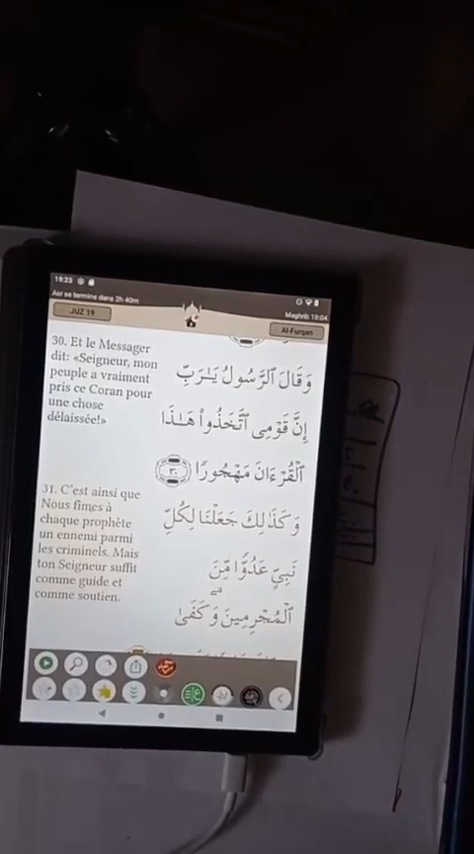 19:23
Asr se termine dans 2h 40m
Maghrib 10:04
JUZ 19
Al-Furqan
30. Et le Messager
dit: «Seigneur, mon
peuple a vraiment
pris ce Coran pour
une chose
délaissée!»
وَقَالَ ٱلرَّسُولُ يَـٰرَبِّ
إِنَّ قَوْمِى ٱتَّخَذُوا۟ هَـٰذَا
ٱلْقُرْءَانَ مَهْجُورًا ٣٠
31. C'est ainsi que
Nous fîmes à
chaque prophète
un ennemi parmi
les criminels. Mais
ton Seigneur suffit
comme guide et
comme soutien.
وَكَذَٰلِكَ جَعَلْنَا لِكُلِّ
نَبِىٍّ عَدُوًّا مِّنَ
ٱلْمُجْرِمِينَ ۗ وَكَفَىٰ